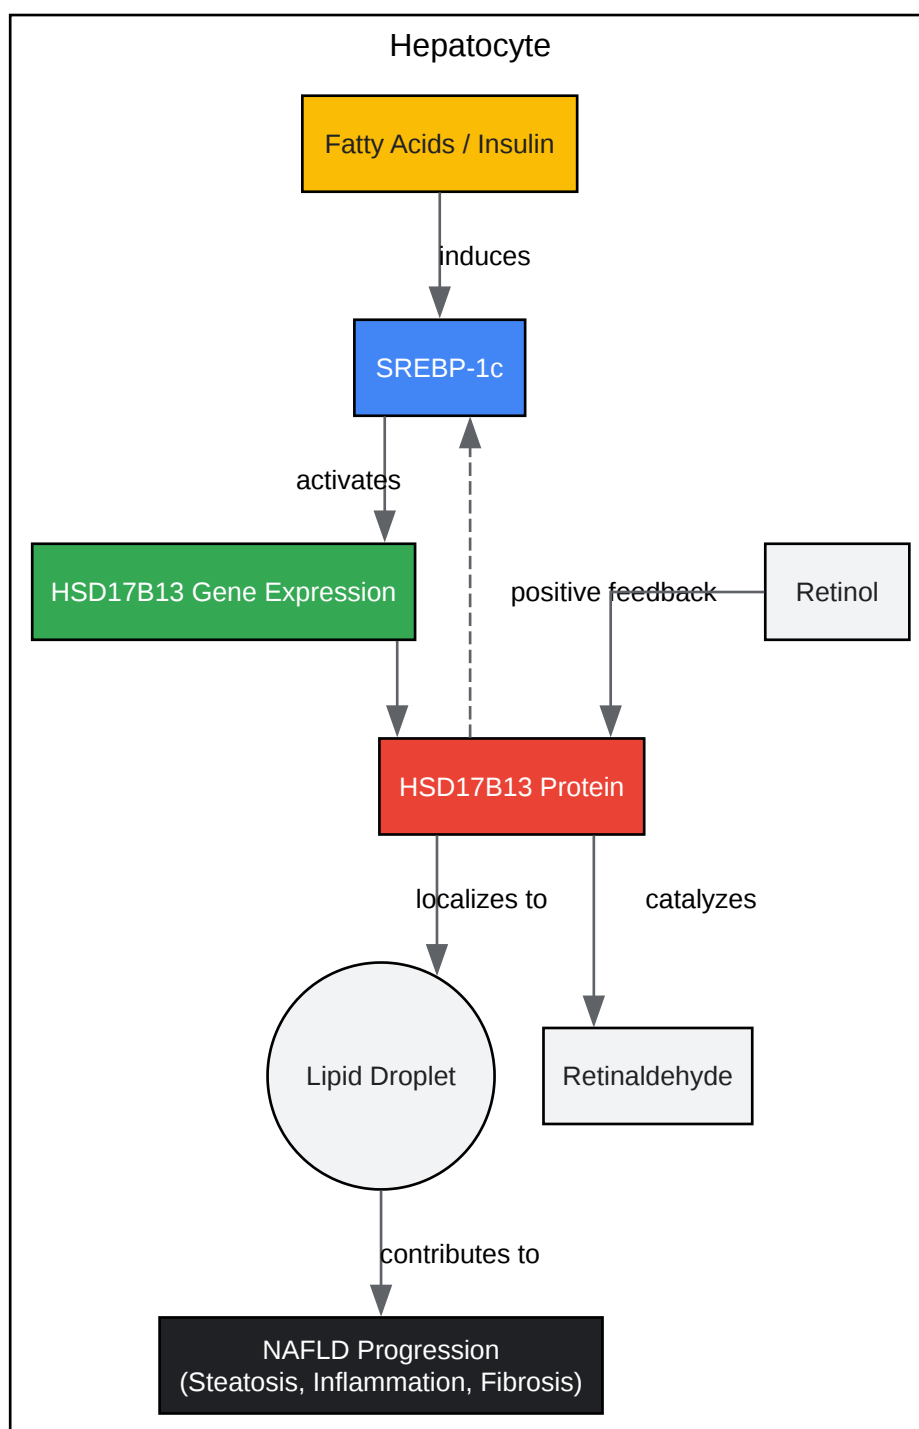 Hepatocyte
Fatty Acids / Insulin
induces
SREBP-1c
activates
HSD17B13 Gene Expression
positive feedback
Retinol
HSD17B13 Protein
localizes to
catalyzes
Lipid Droplet
Retinaldehyde
contributes to
NAFLD Progression
(Steatosis, Inflammation, Fibrosis)